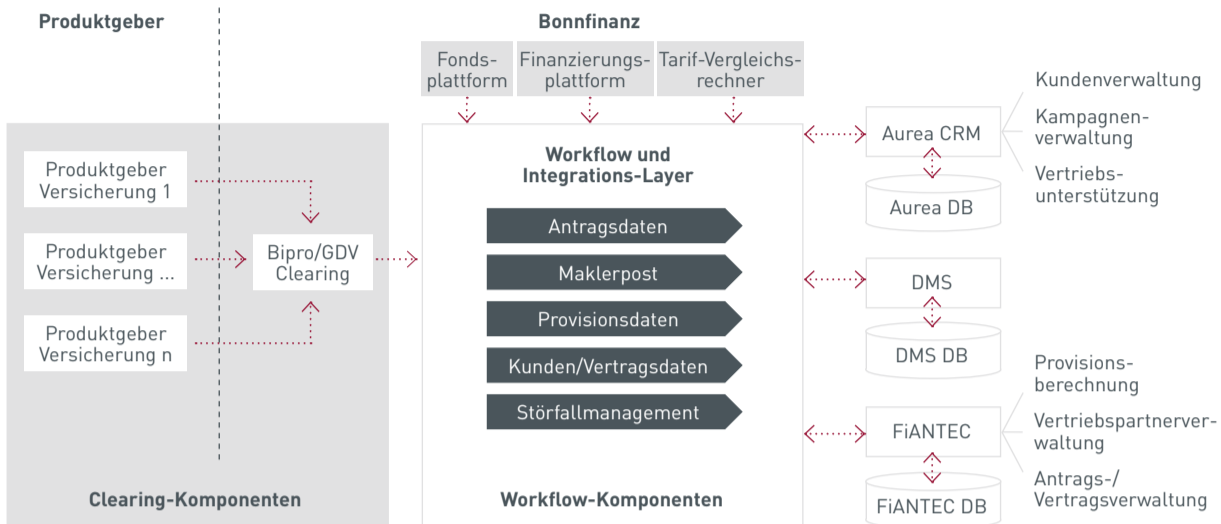 Produktgeber
Bonnfinanz
Fonds-
plattform
Finanzierungs-
plattform
Tarif-Vergleichs-
rechner
Produktgeber
Versicherung 1
Produktgeber
Versicherung ...
Produktgeber
Versicherung n
Bipro/GDV
Clearing
Clearing-Komponenten
Workflow und
Integrations-Layer
Antragsdaten
Maklerpost
Provisionsdaten
Kunden/Vertragsdaten
Störfallmanagement
Workflow-Komponenten
Aurea CRM
Aurea DB
Kundenverwaltung
Kampagnen-
verwaltung
Vertriebs-
unterstützung
DMS
DMS DB
FiANTEC
FiANTEC DB
Provisions-
berechnung
Vertriebspartnerver-
waltung
Antrags-/
Vertragsverwaltung